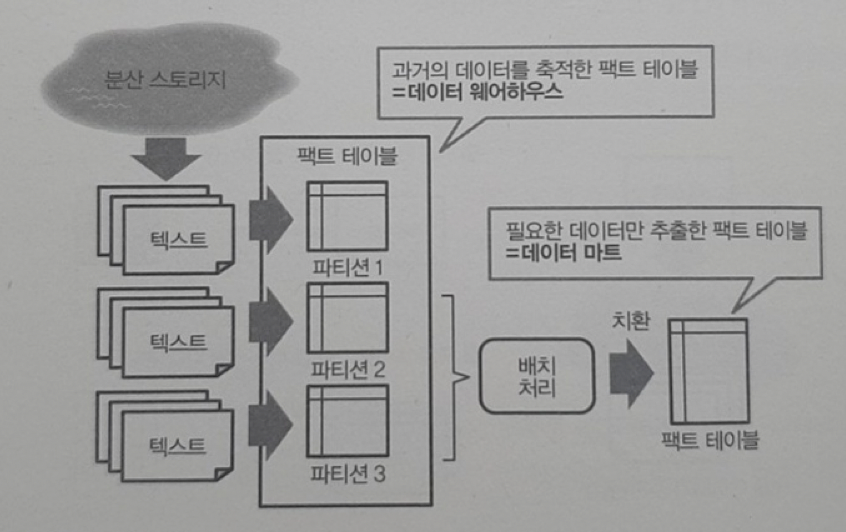 분산 스토리지
과거의 데이터를 축적한 팩트 테이블
=데이터 웨어하우스
팩트 테이블
텍스트
파티션 1
필요한 데이터만 추출한 팩트 테이블
=데이터 마트
텍스트
파티션 2
배치
처리
치환
팩트 테이블
텍스트
파티션 3